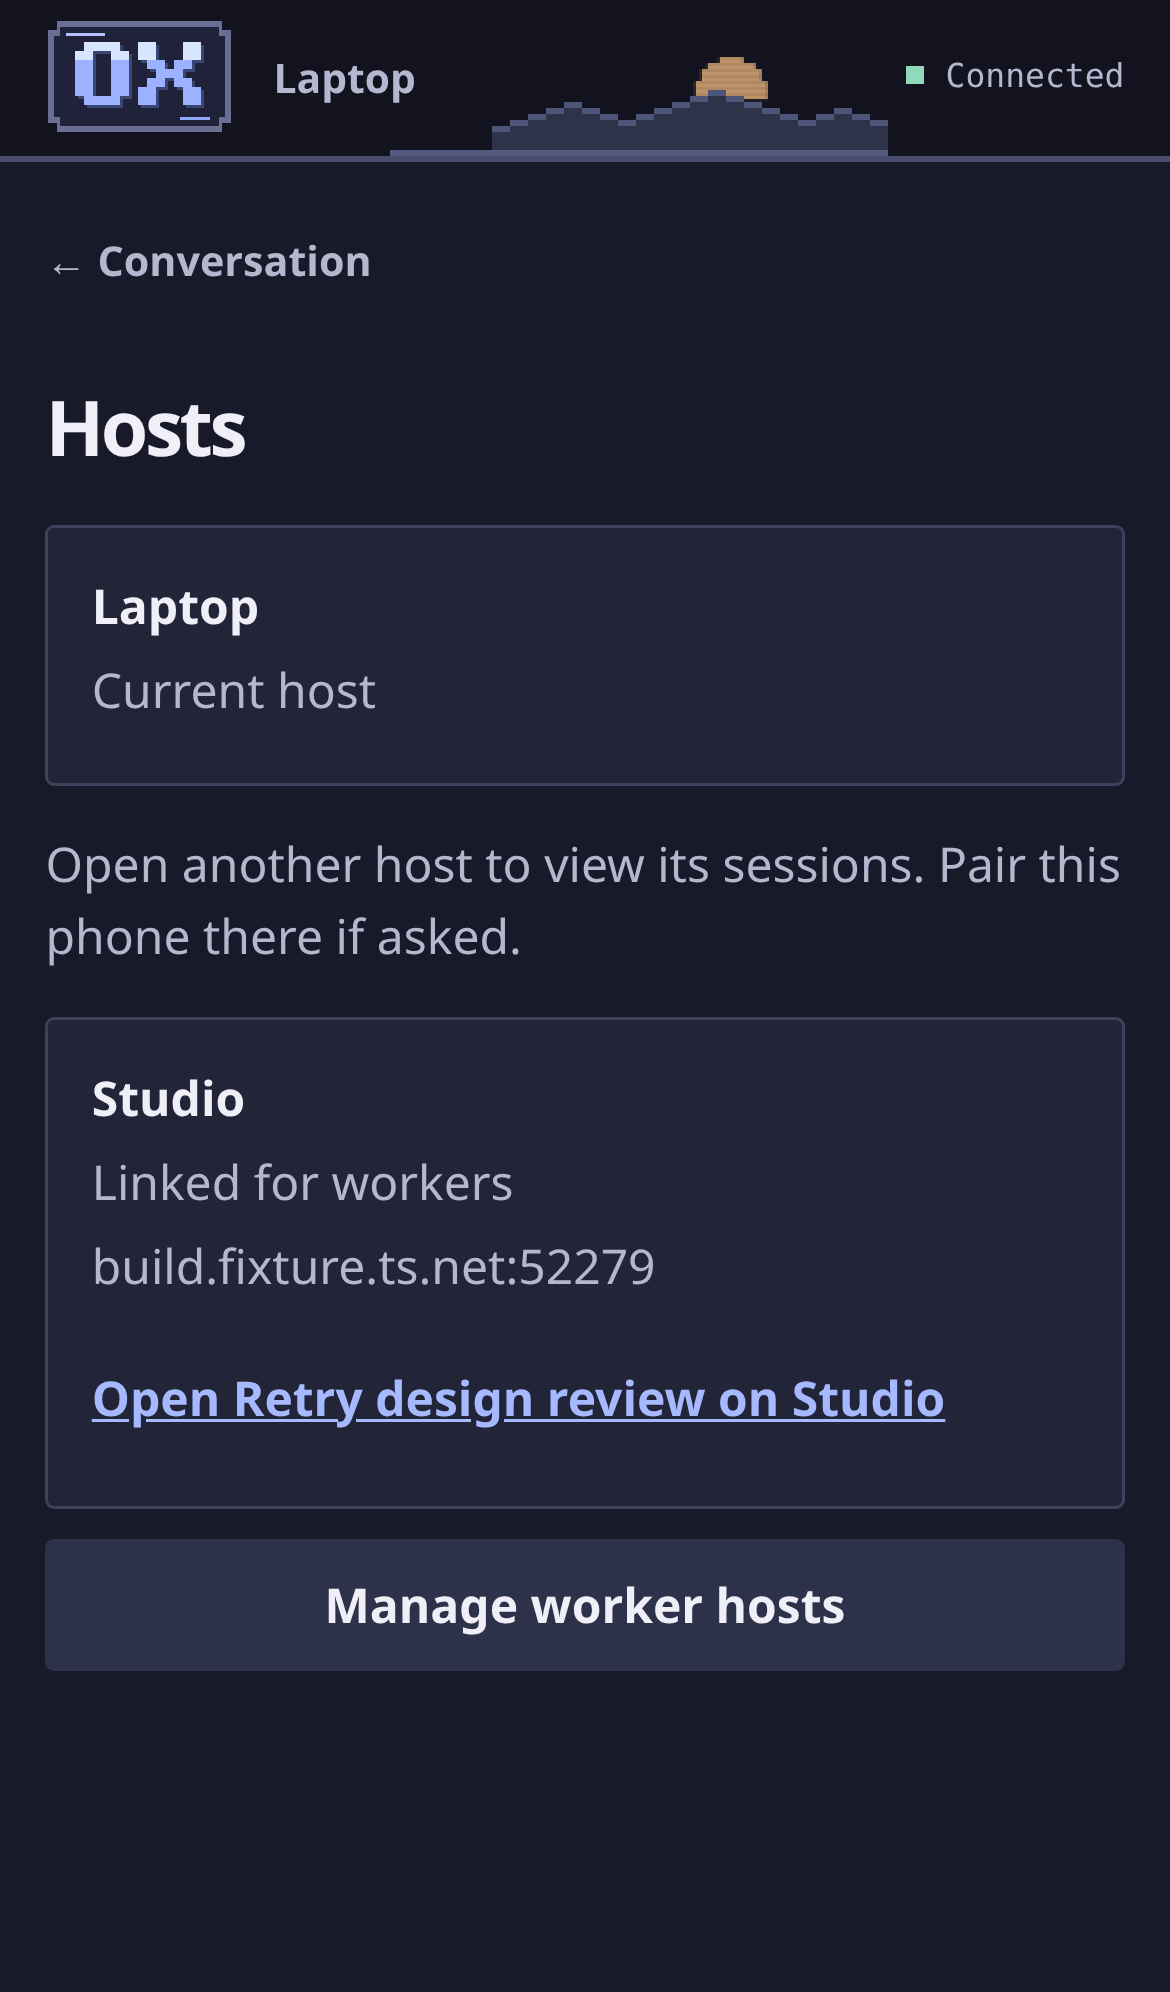 OX
Laptop
Connected
← Conversation
Hosts
Laptop
Current host
Open another host to view its sessions. Pair this
phone there if asked.
Studio
Linked for workers
build.fixture.ts.net:52279
Open Retry design review on Studio
Manage worker hosts